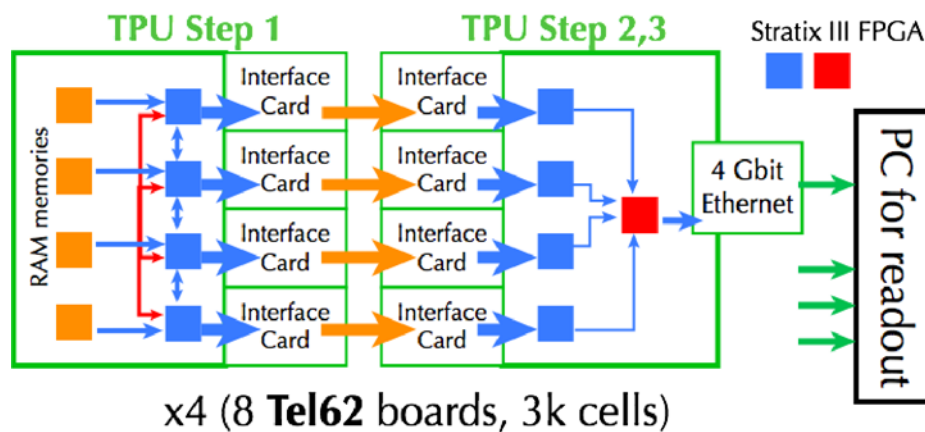 TPU Step 1
TPU Step 2,3
Stratix III FPGA
RAM memories
Interface
Card
Interface
Card
Interface
Card
Interface
Card
Interface
Card
Interface
Card
Interface
Card
Interface
Card
4 Gbit
Ethernet
PC for readout
x4 (8 Tel62 boards, 3k cells)